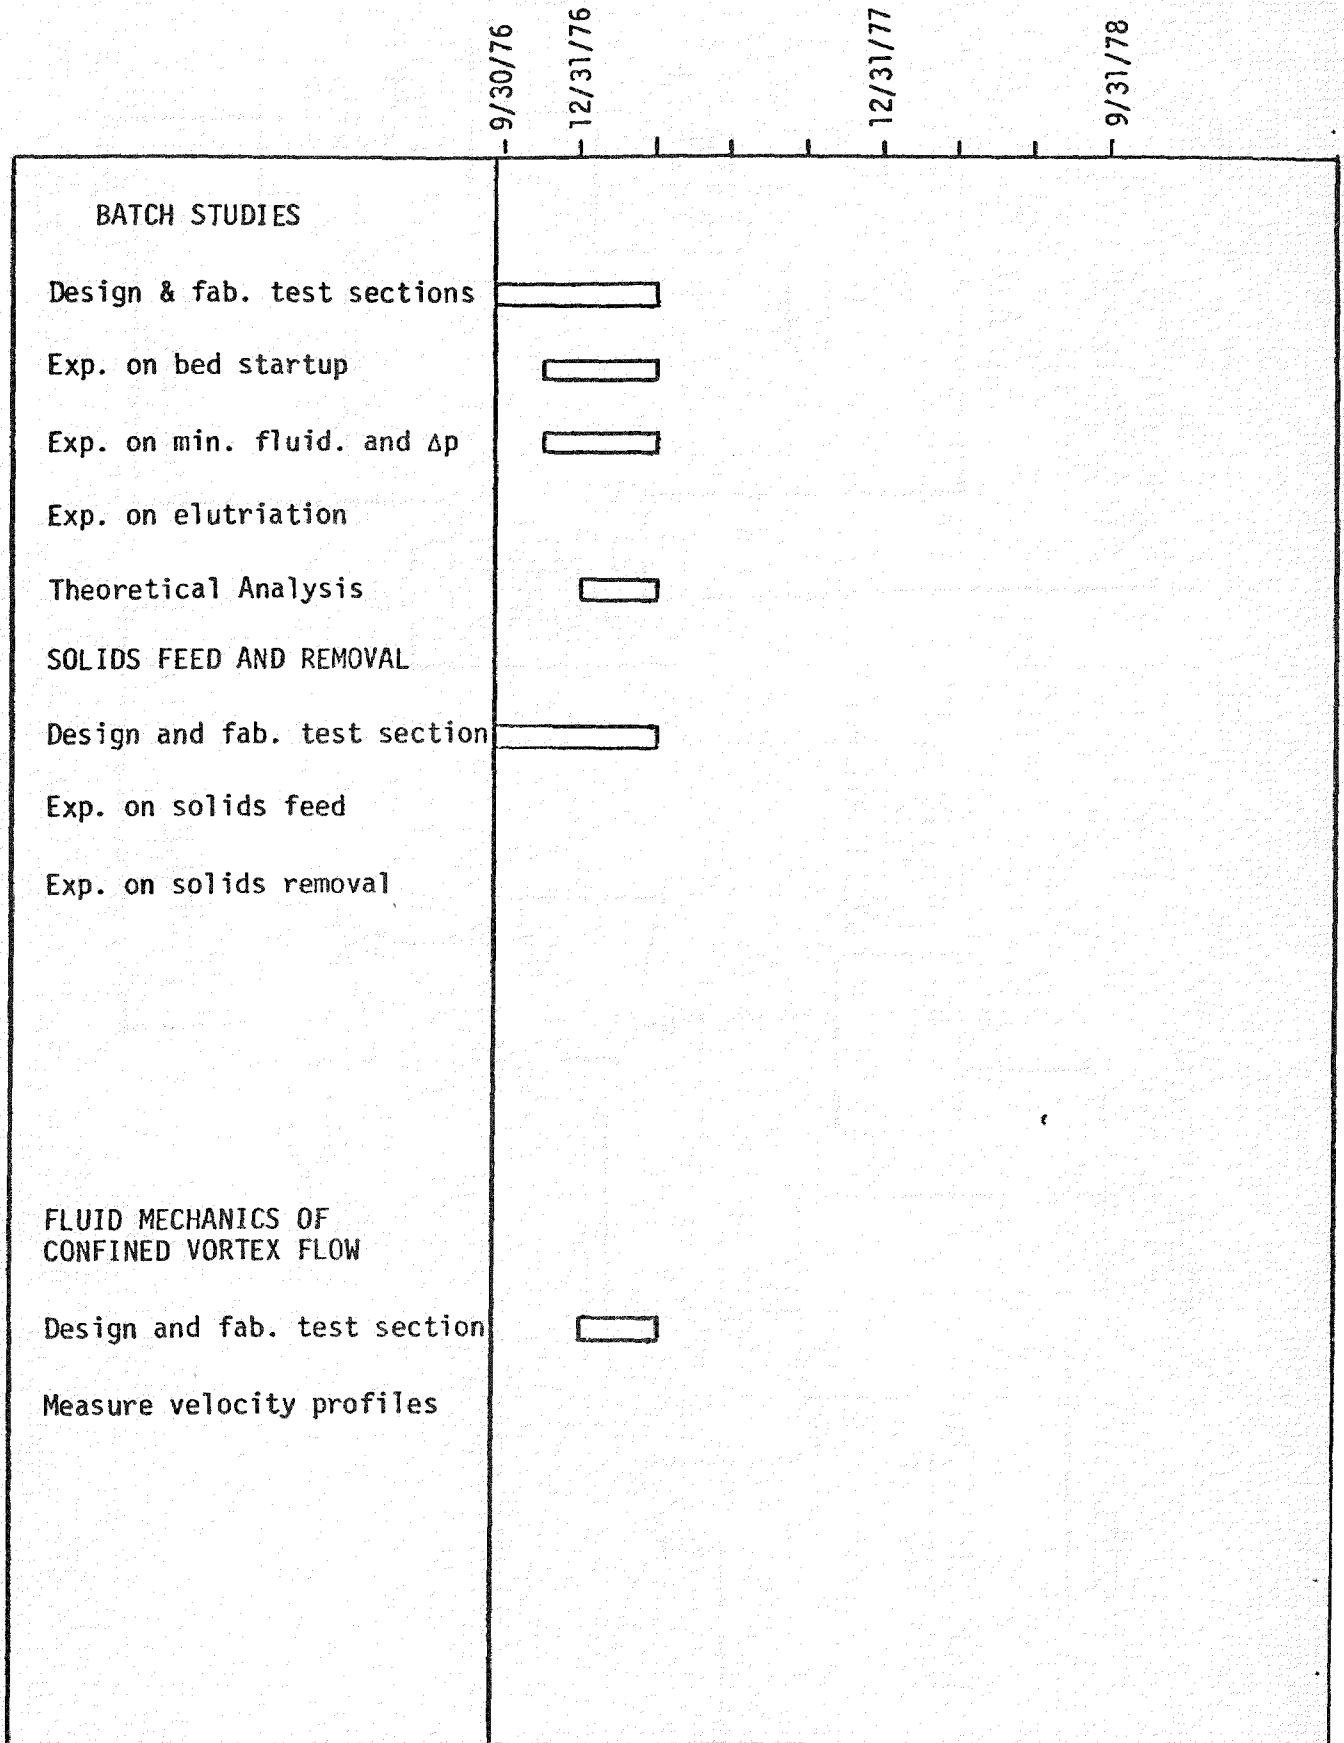 9/30/76
12/31/76
12/31/77
9/31/78
BATCH STUDIES
Design & fab. test sections
Exp. on bed startup
Exp. on min. fluid. and Δp
Exp. on elutriation
Theoretical Analysis
SOLIDS FEED AND REMOVAL
Design and fab. test section
Exp. on solids feed
Exp. on solids removal
FLUID MECHANICS OF
CONFINED VORTEX FLOW
Design and fab. test section
Measure velocity profiles